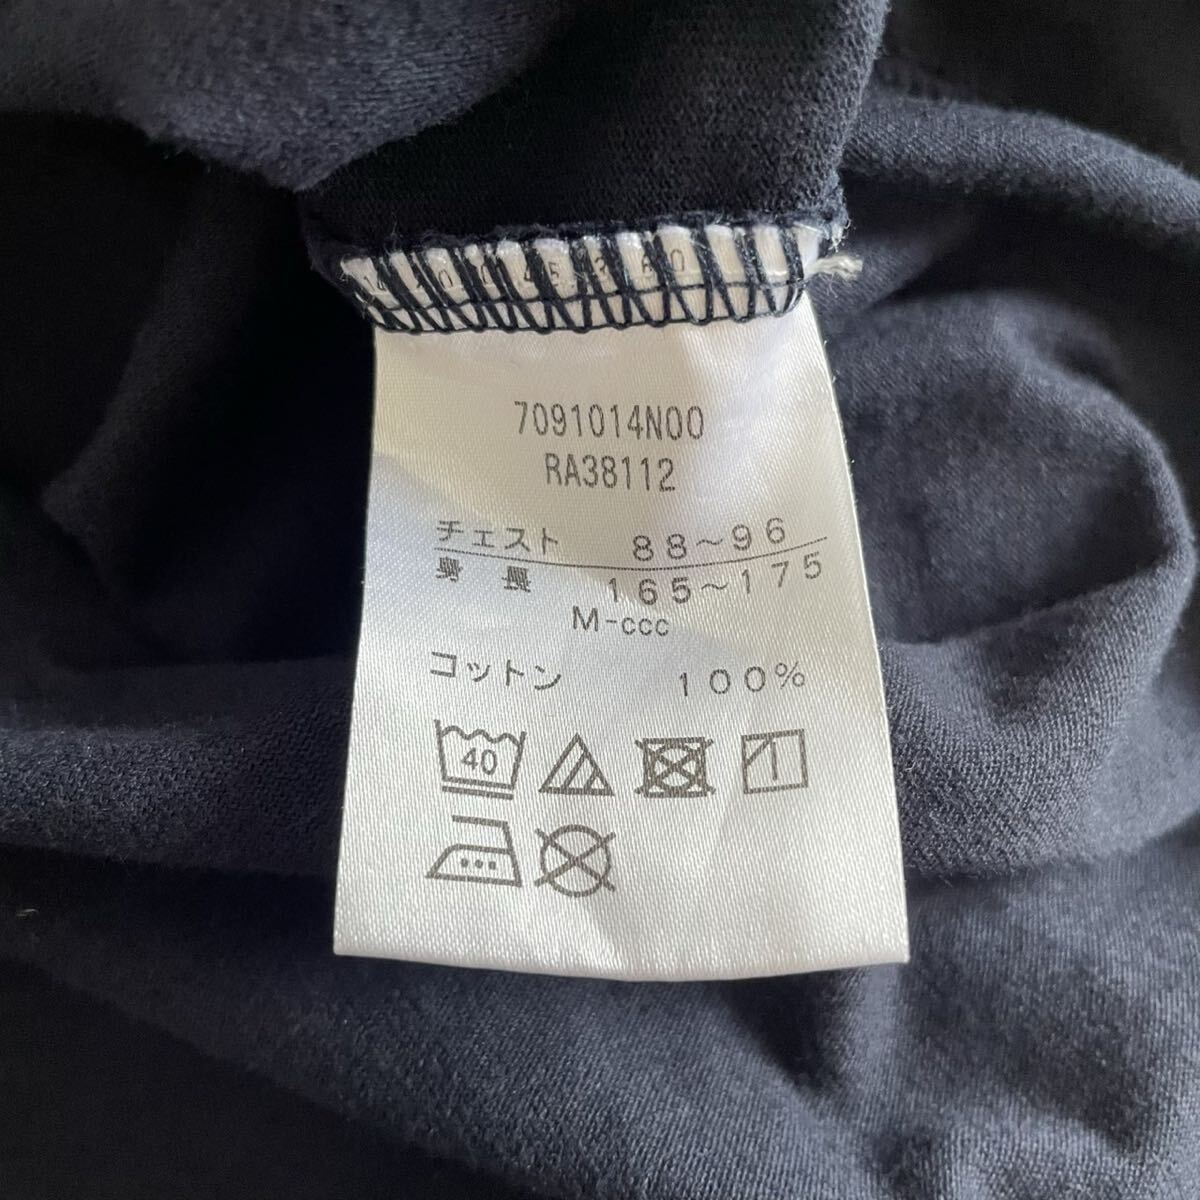 7091014N00
RA38112
チェスト 88～96
身長 165～175
M-ccc
コットン 100%
40